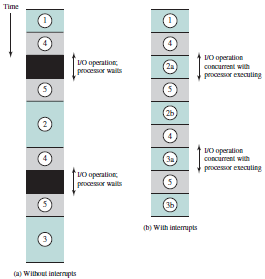 Time
1
4
I/O operation;
processor waits
5
2
4
I/O operation;
processor waits
5
3
(a) Without interrupts
1
4
I/O operation
concurrent with
processor executing
2a
5
2b
4
I/O operation
concurrent with
processor executing
3a
5
3b
(b) With interrupts